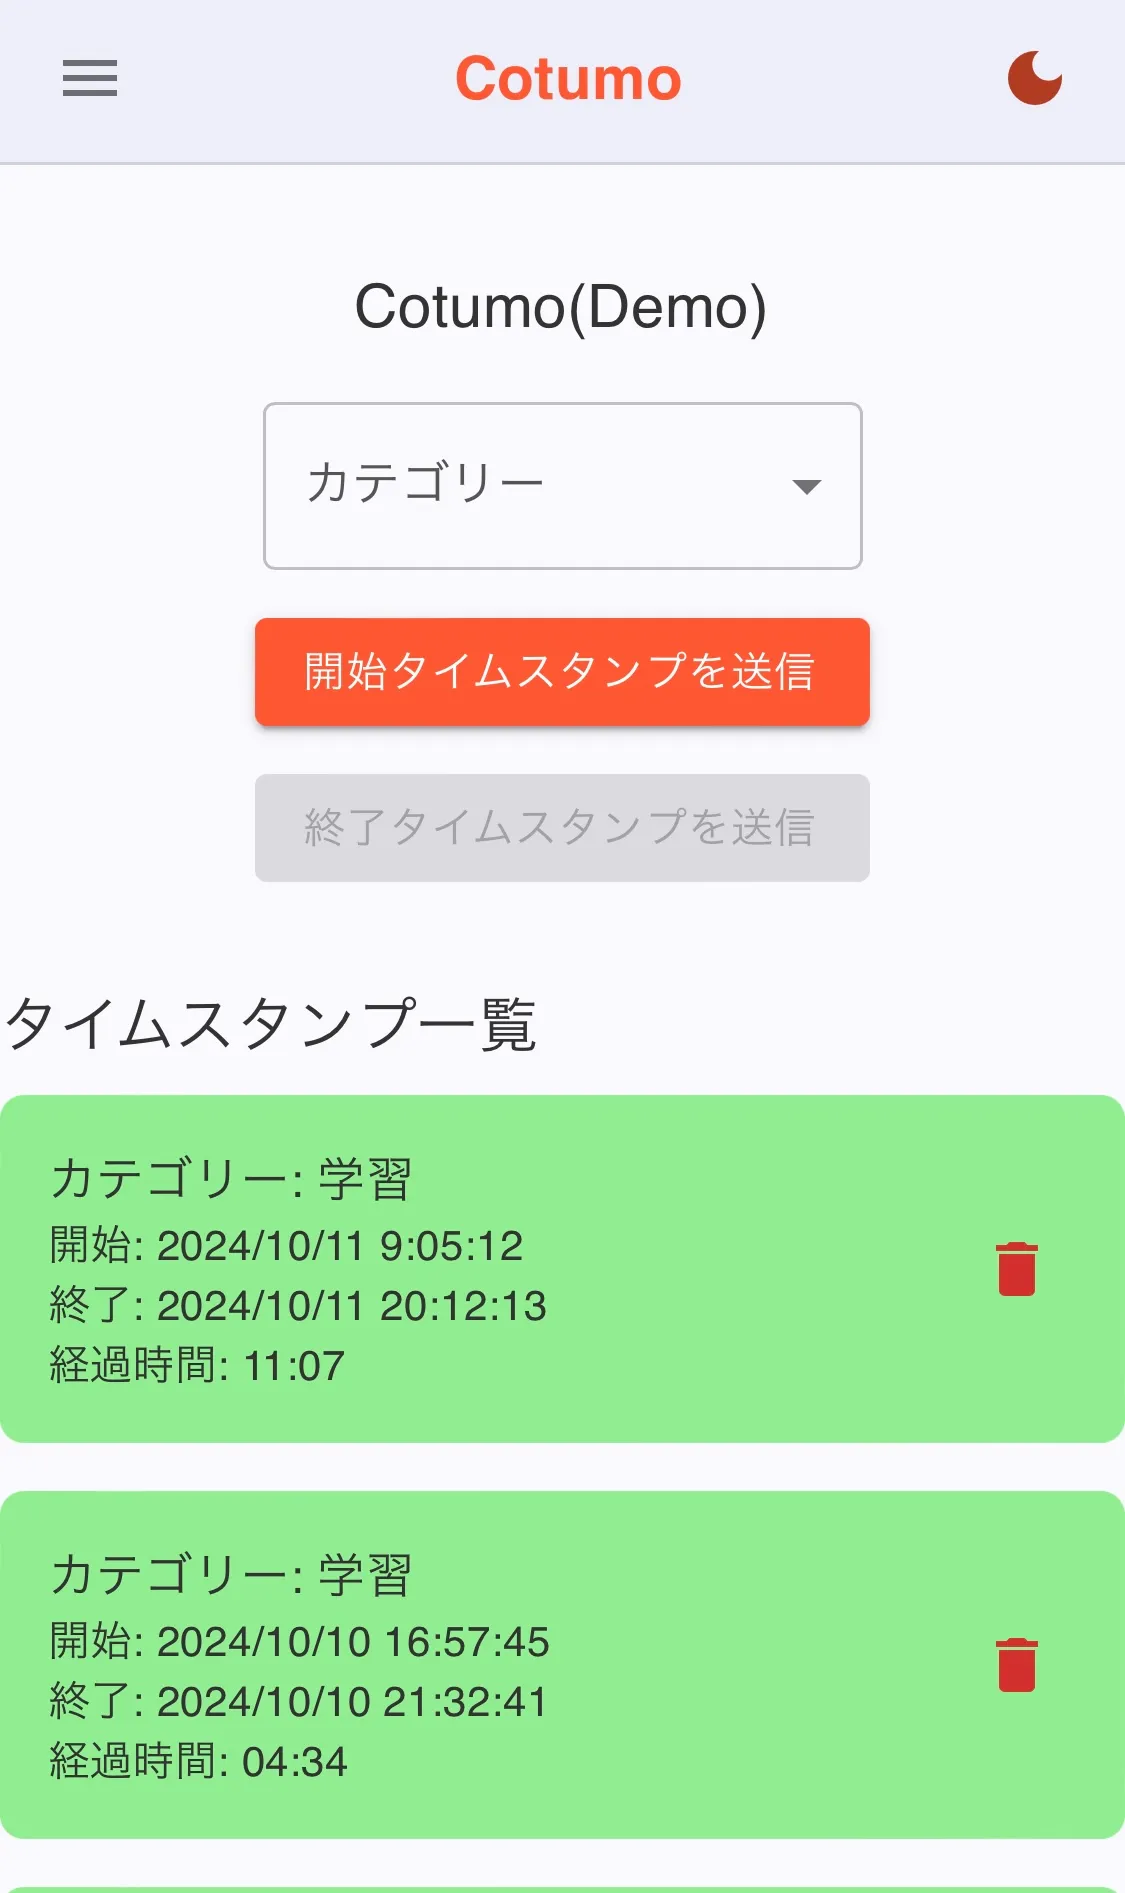 Cotumo
Cotumo(Demo)
カテゴリー
開始タイムスタンプを送信
終了タイムスタンプを送信
タイムスタンプ一覧
カテゴリー: 学習
開始: 2024/10/11 9:05:12
終了: 2024/10/11 20:12:13
経過時間: 11:07
カテゴリー: 学習
開始: 2024/10/10 16:57:45
終了: 2024/10/10 21:32:41
経過時間: 04:34